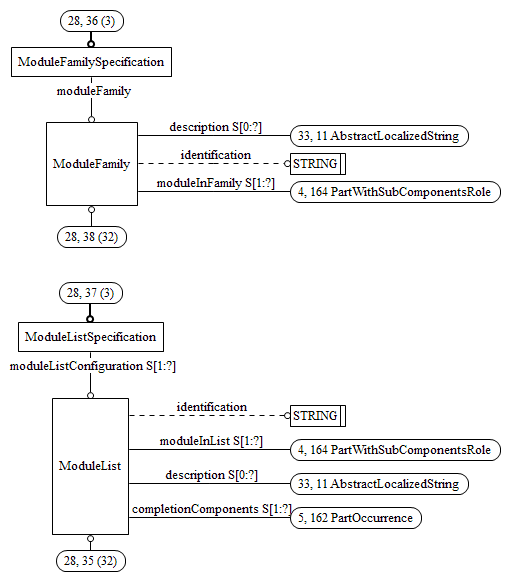 28, 36 (3)
ModuleFamilySpecification
moduleFamily
description S[0:?]
33, 11 AbstractLocalizedString
ModuleFamily
identification
STRING
moduleInFamily S[1:?]
4, 164 PartWithSubComponentsRole
28, 38 (32)
28, 37 (3)
ModuleListSpecification
moduleListConfiguration S[1:?]
identification
STRING
moduleInList S[1:?]
4, 164 PartWithSubComponentsRole
ModuleList
description S[0:?]
33, 11 AbstractLocalizedString
completionComponents S[1:?]
5, 162 PartOccurrence
28, 35 (32)